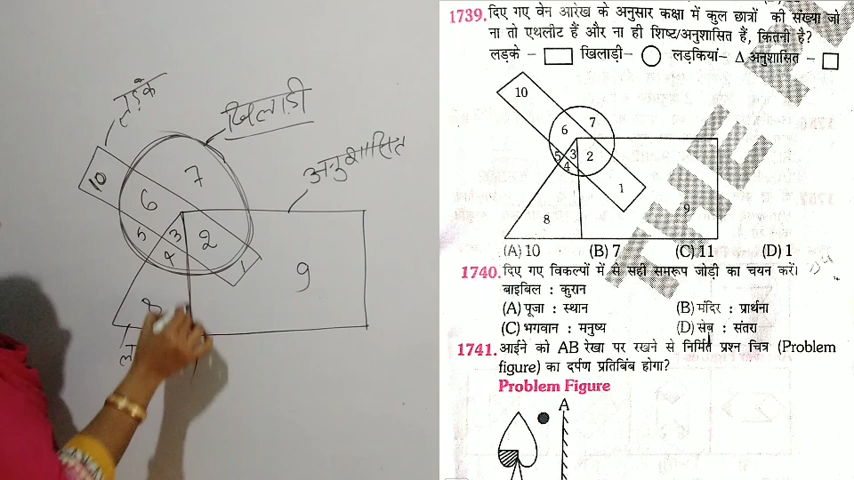 लड़के
खिलाड़ी
अनुशासित
10
7
6
5
3
2
4
1
8
9
1739. दिए गए वेन आरेख के अनुसार कक्षा में कुल छात्रों की संख्या जो
ना तो एथलीट हैं और ना ही शिष्ट/अनुशासित हैं, कितनी है?
लड़के - खिलाड़ी- लड़कियां- Δ अनुशासित -
10
7
6
5
3
2
4
1
8
9
(A) 10 (B) 7 (C) 11 (D) 1
1740. दिए गए विकल्पों में से सही समरूप जोड़ी का चयन करें।
बाइबिल : कुरान
(A) पूजा : स्थान (B) मंदिर : प्रार्थना
(C) भगवान : मनुष्य (D) सेब : संतरा
1741. आईने को AB रेखा पर रखने से निर्मित प्रश्न चित्र (Problem
figure) का दर्पण प्रतिबिंब होगा?
Problem Figure
A
THE